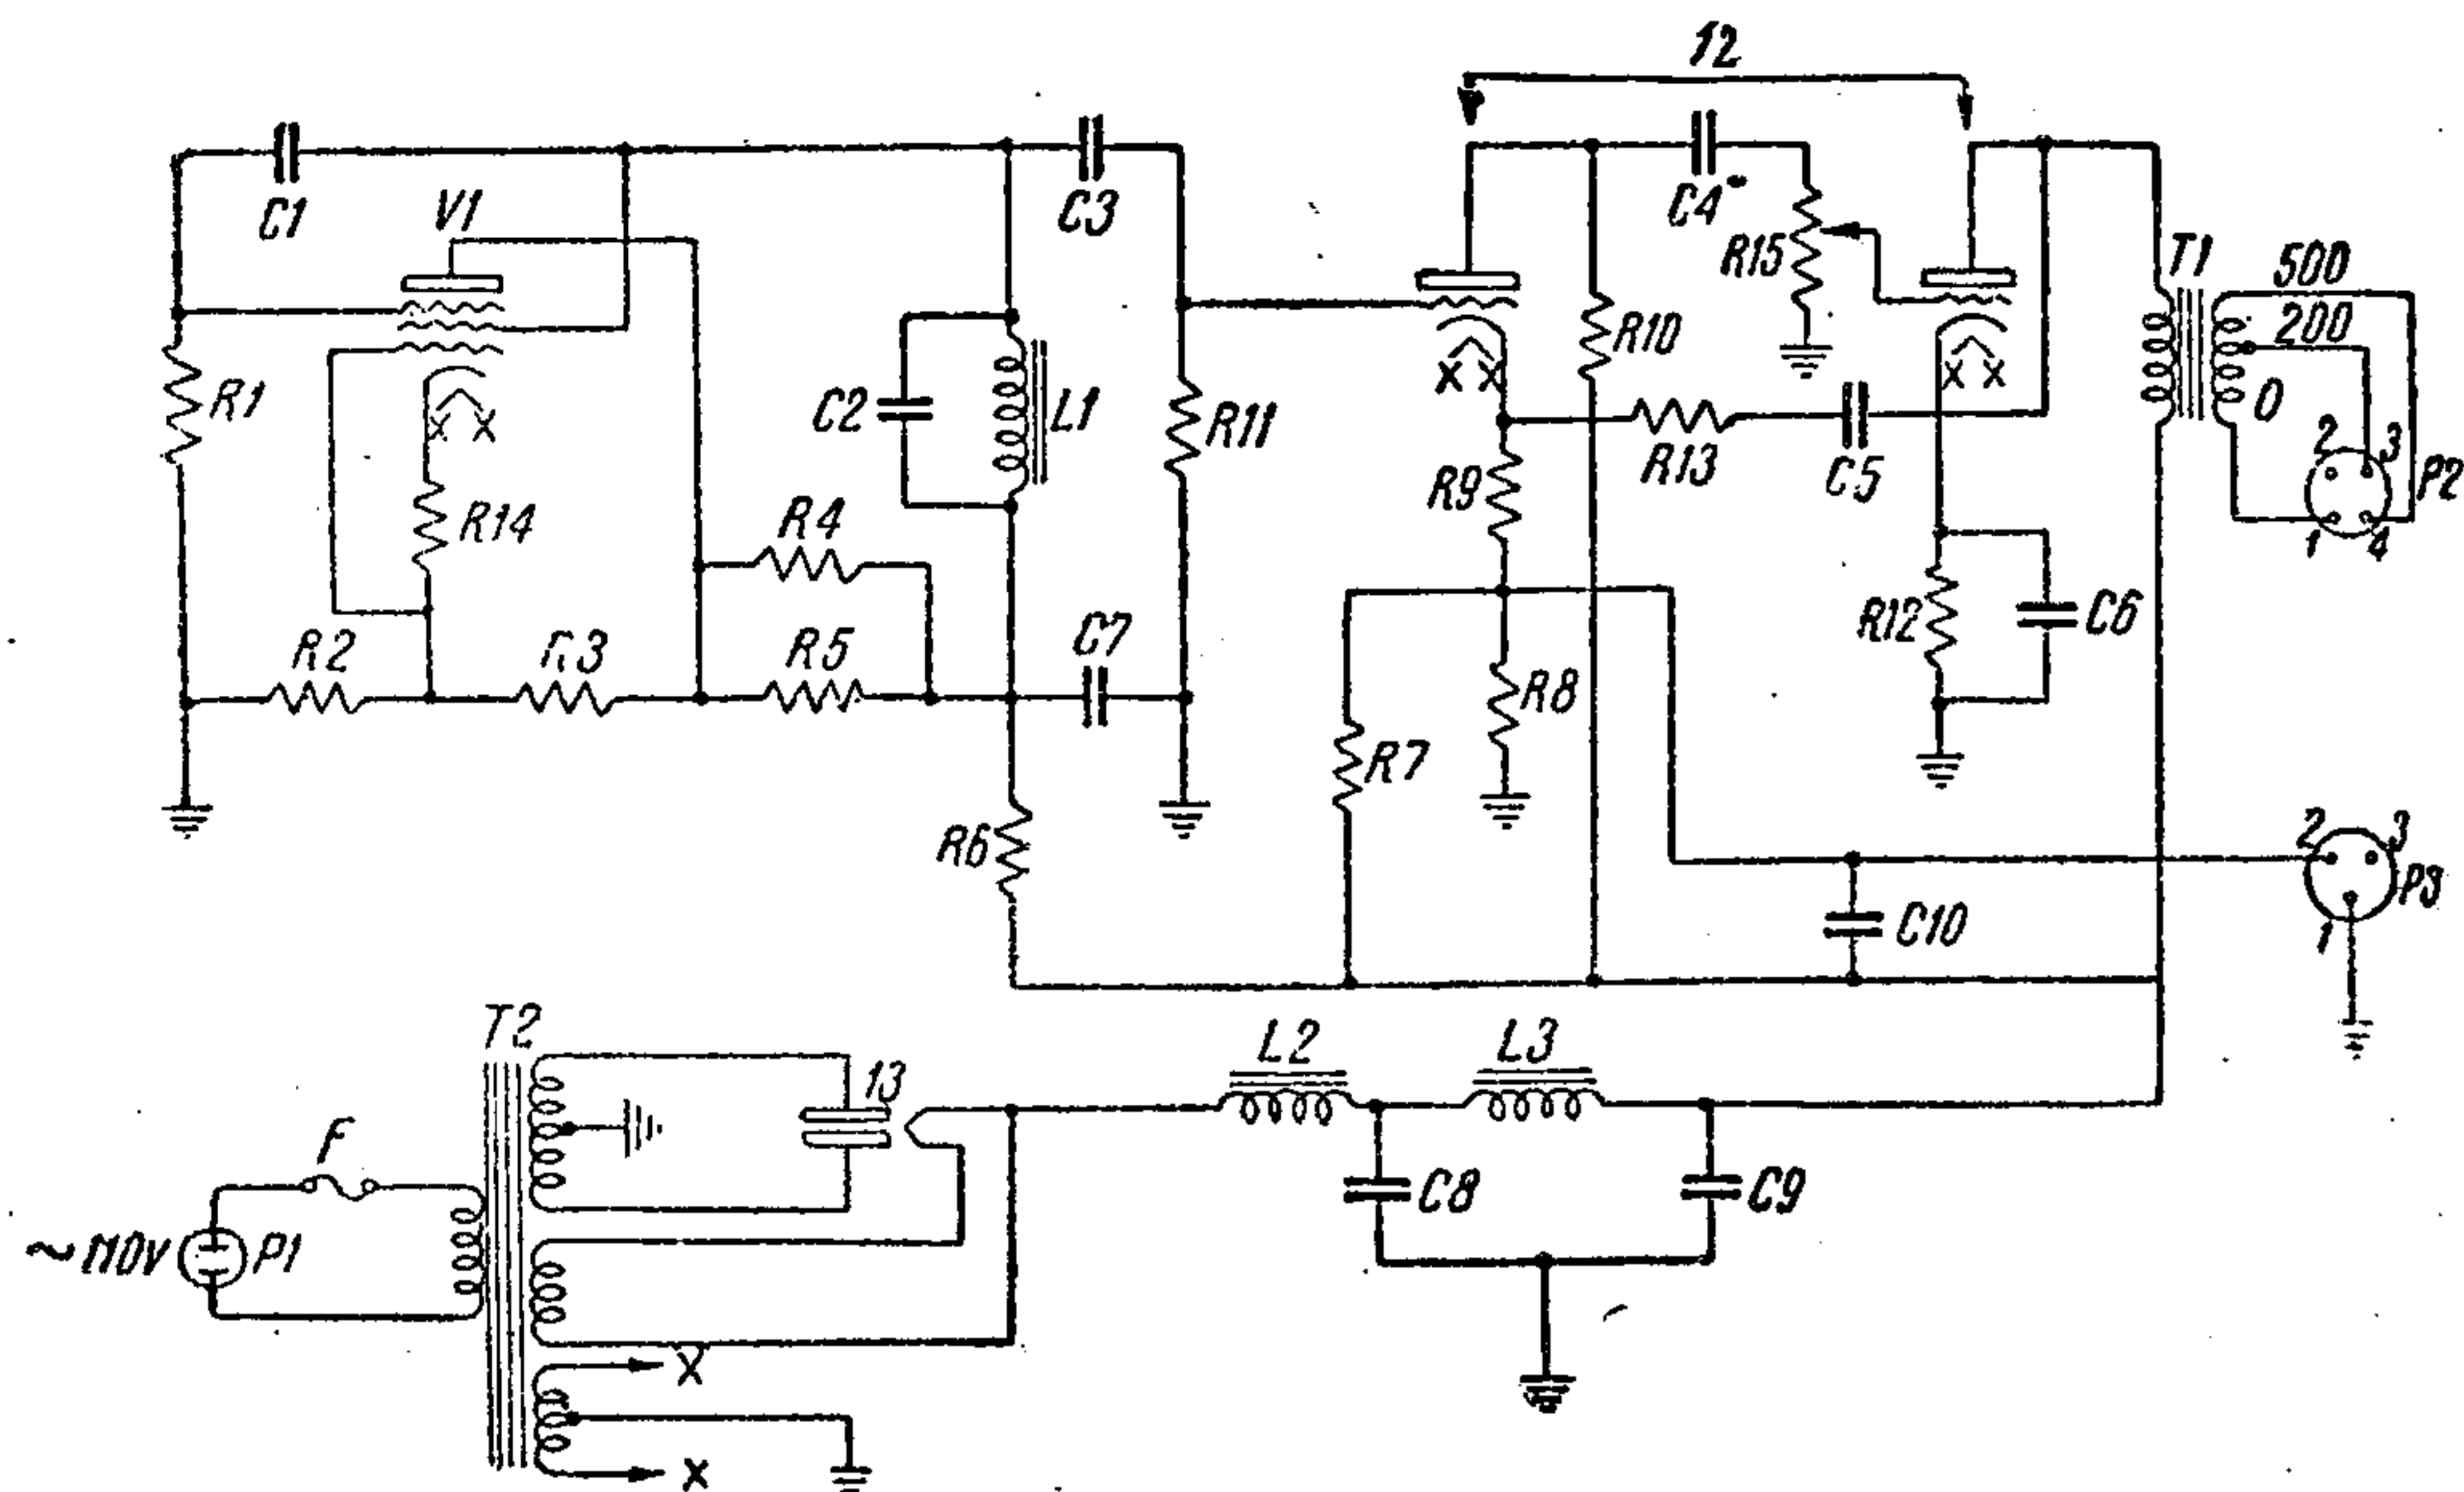 12
C1
V1
C3
C4
R15
T1
500
200
0
R1
C2
L1
R11
R10
x x
x x
x x
R13
C5
2
3
P2
1
4
R14
R4
R9
R12
C6
R2
R3
R5
C7
R8
R7
R6
2
3
P3
1
C10
T2
13
L2
L3
F
~110V
P1
C8
C9
X
X